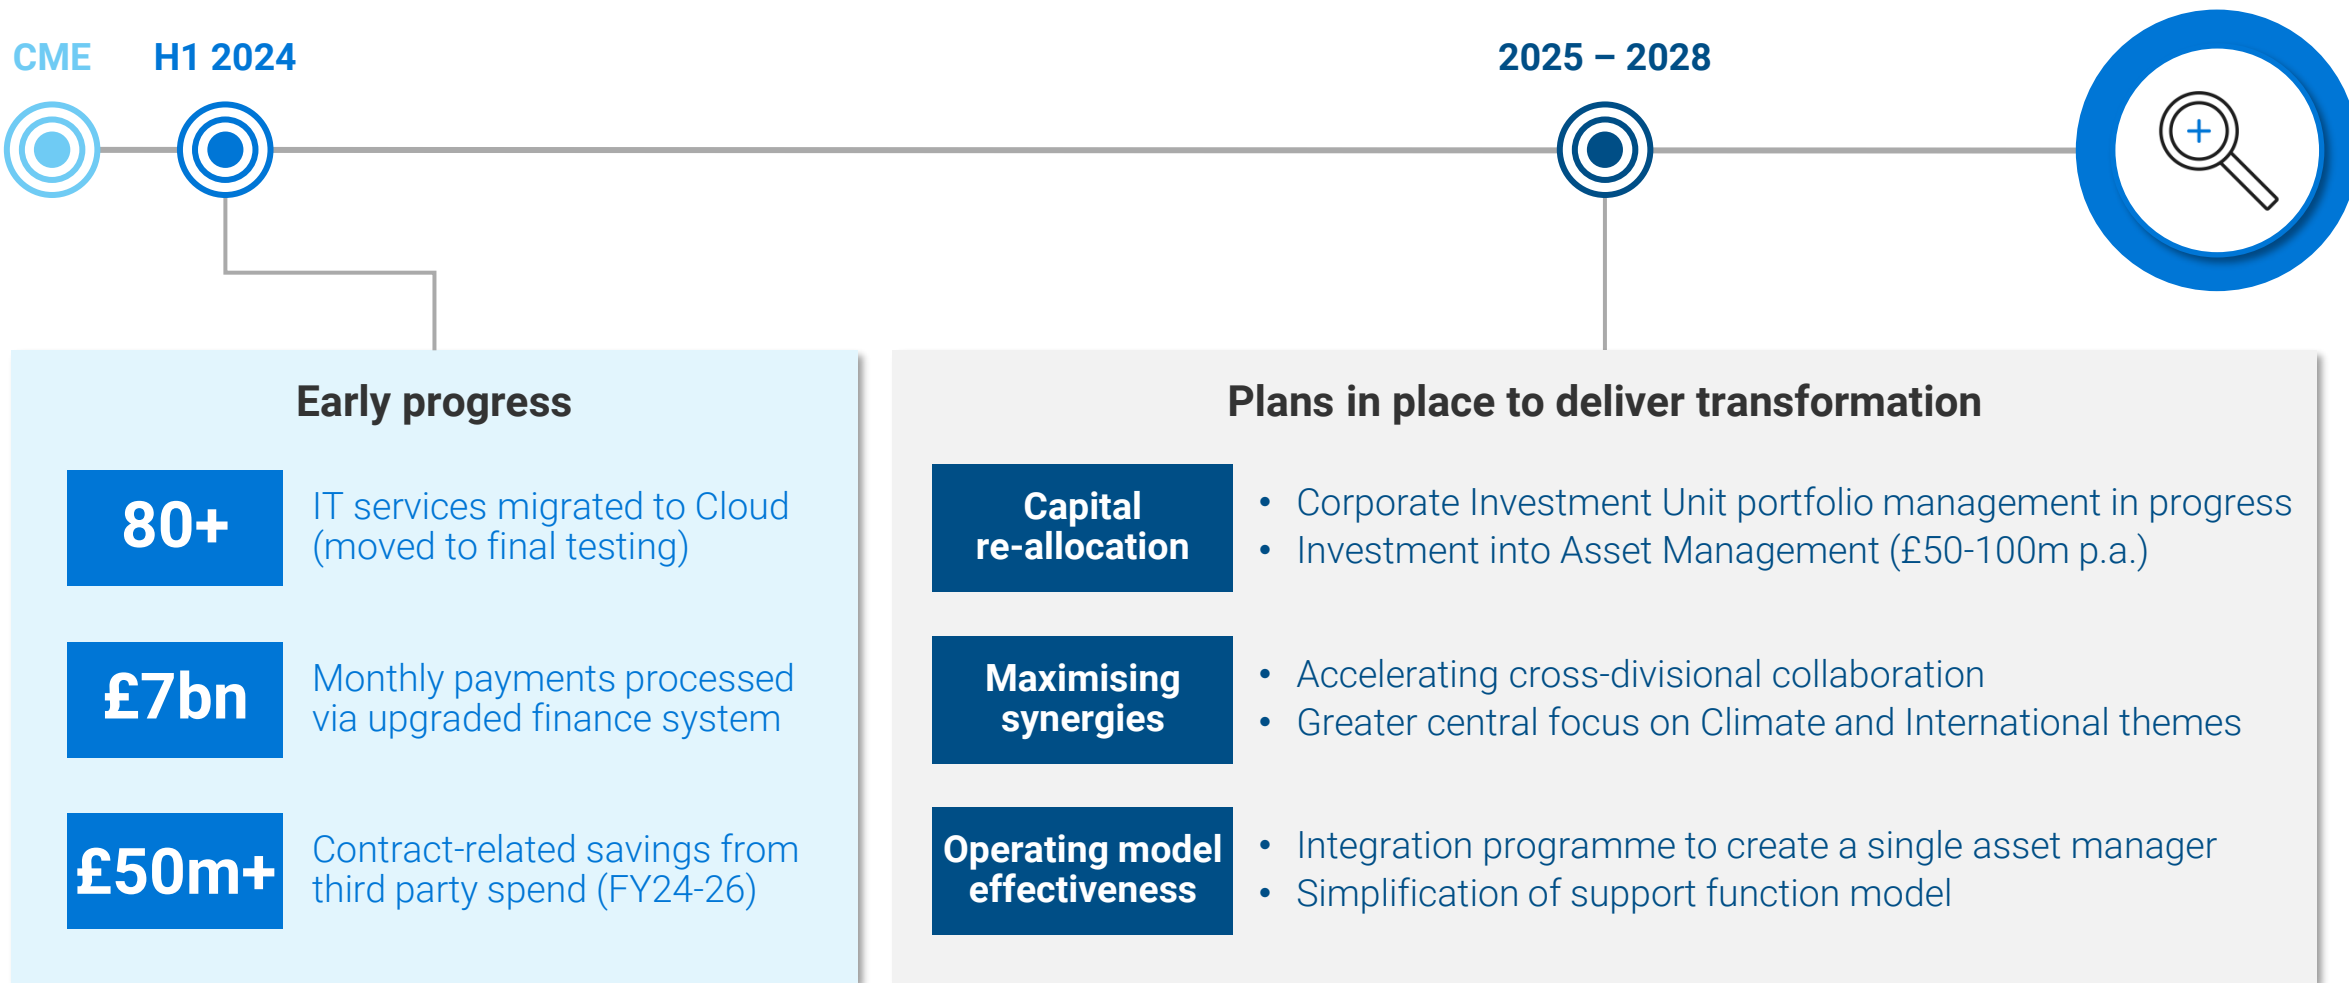 CME
H1 2024
2025 – 2028
Early progress
80+
IT services migrated to Cloud
(moved to final testing)
£7bn
Monthly payments processed
via upgraded finance system
£50m+
Contract-related savings from
third party spend (FY24-26)
Plans in place to deliver transformation
Capital
re-allocation
• Corporate Investment Unit portfolio management in progress
• Investment into Asset Management (£50-100m p.a.)
Maximising
synergies
• Accelerating cross-divisional collaboration
• Greater central focus on Climate and International themes
Operating model
effectiveness
• Integration programme to create a single asset manager
• Simplification of support function model